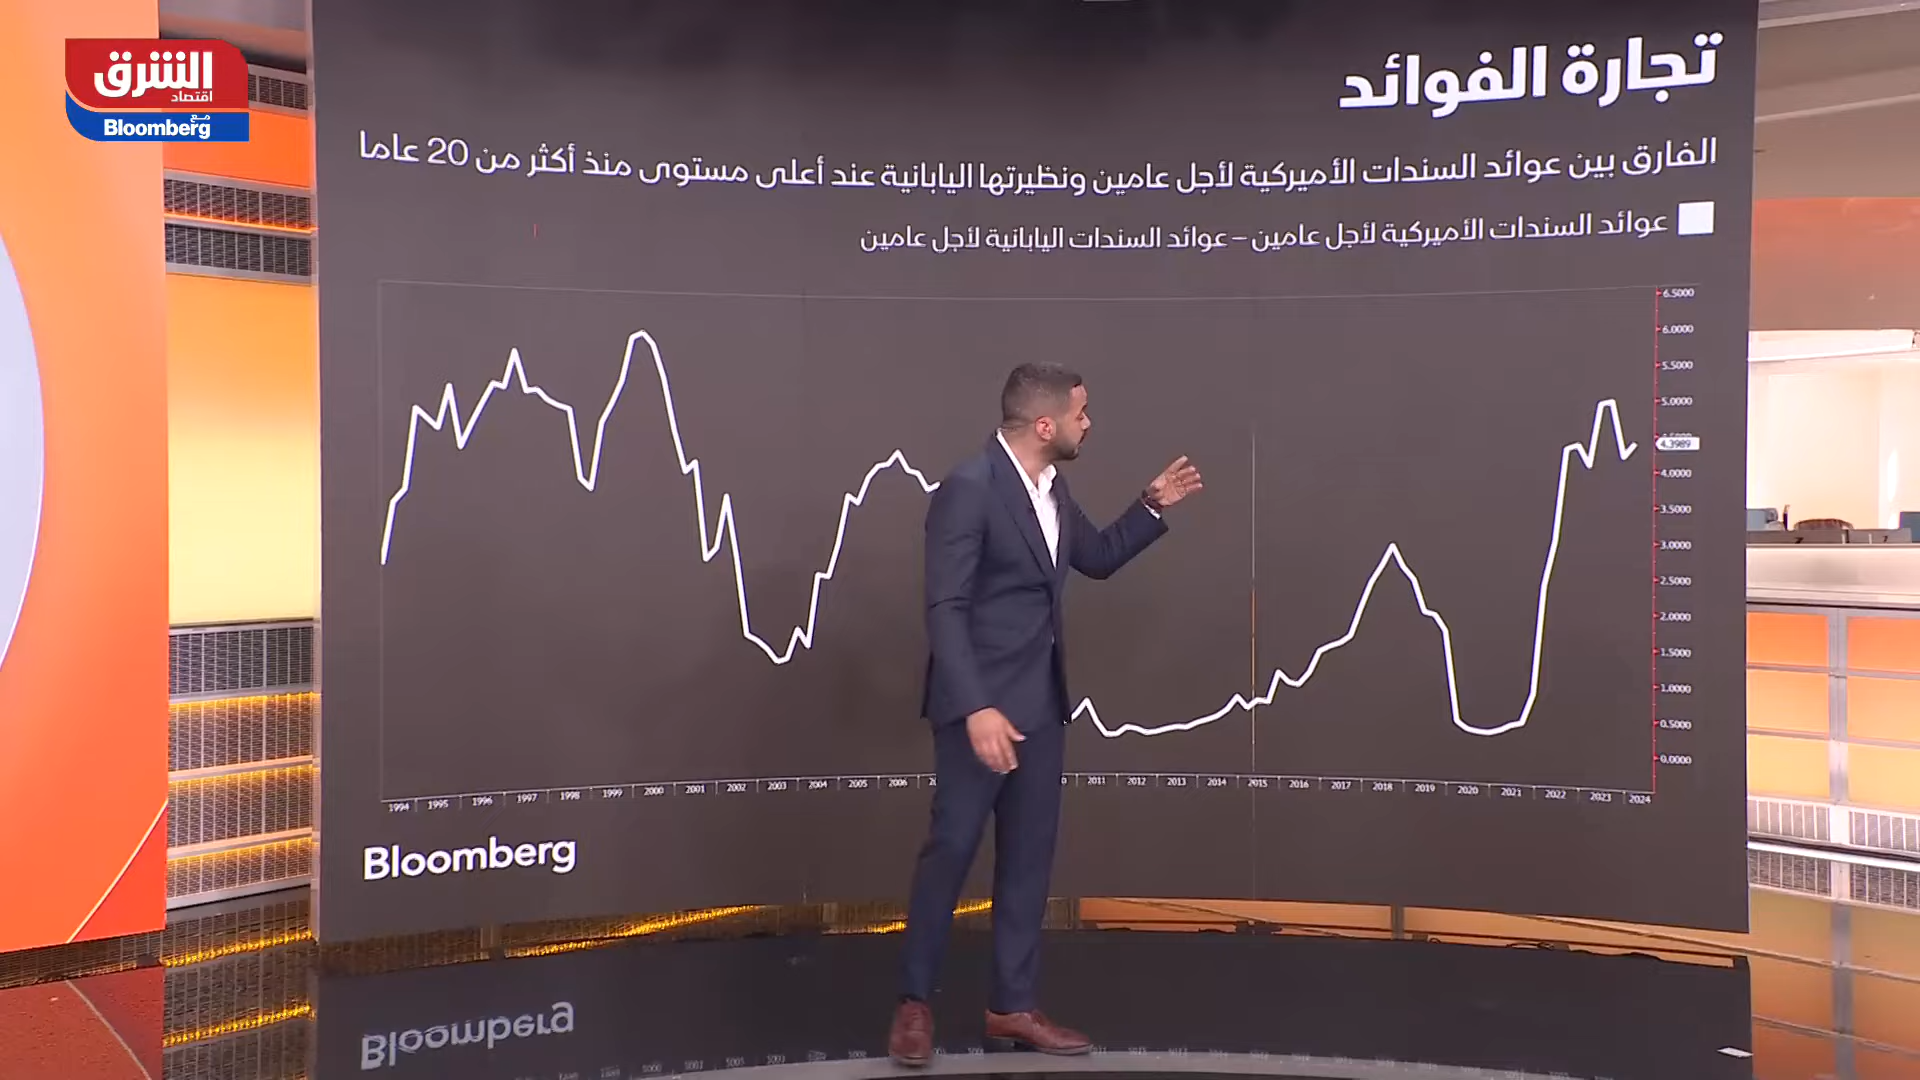 الشرق
اقتصاد
مع
Bloomberg
تجارة الفوائد
الفارق بين عوائد السندات الأميركية لأجل عامين ونظيرتها اليابانية عند أعلى مستوى منذ أكثر من 20 عاما
عوائد السندات الأميركية لأجل عامين – عوائد السندات اليابانية لأجل عامين
6.5000
6.0000
5.5000
5.0000
4.3989
4.0000
3.5000
3.0000
2.5000
2.0000
1.5000
1.0000
0.5000
0.0000
1994 1995 1996 1997 1998 1999 2000 2001 2002 2003 2004 2005 2006 2011 2012 2013 2014 2015 2016 2017 2018 2019 2020 2021 2022 2023 2024
Bloomberg